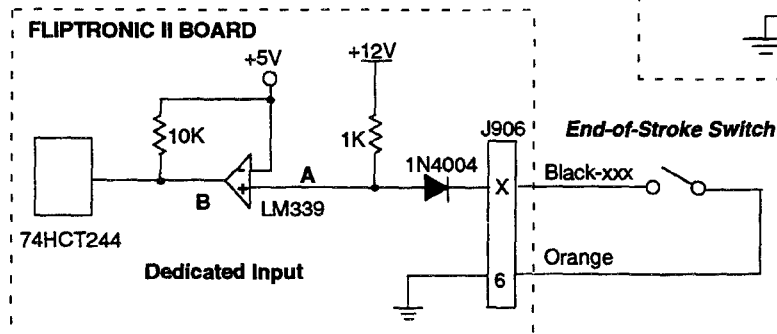 FLIPTRONIC II BOARD
+5V
+12V
10K
1K
J906
End-of-Stroke Switch
1N4004
A
X
Black-xxx
-
+
B
LM339
74HCT244
Dedicated Input
6
Orange